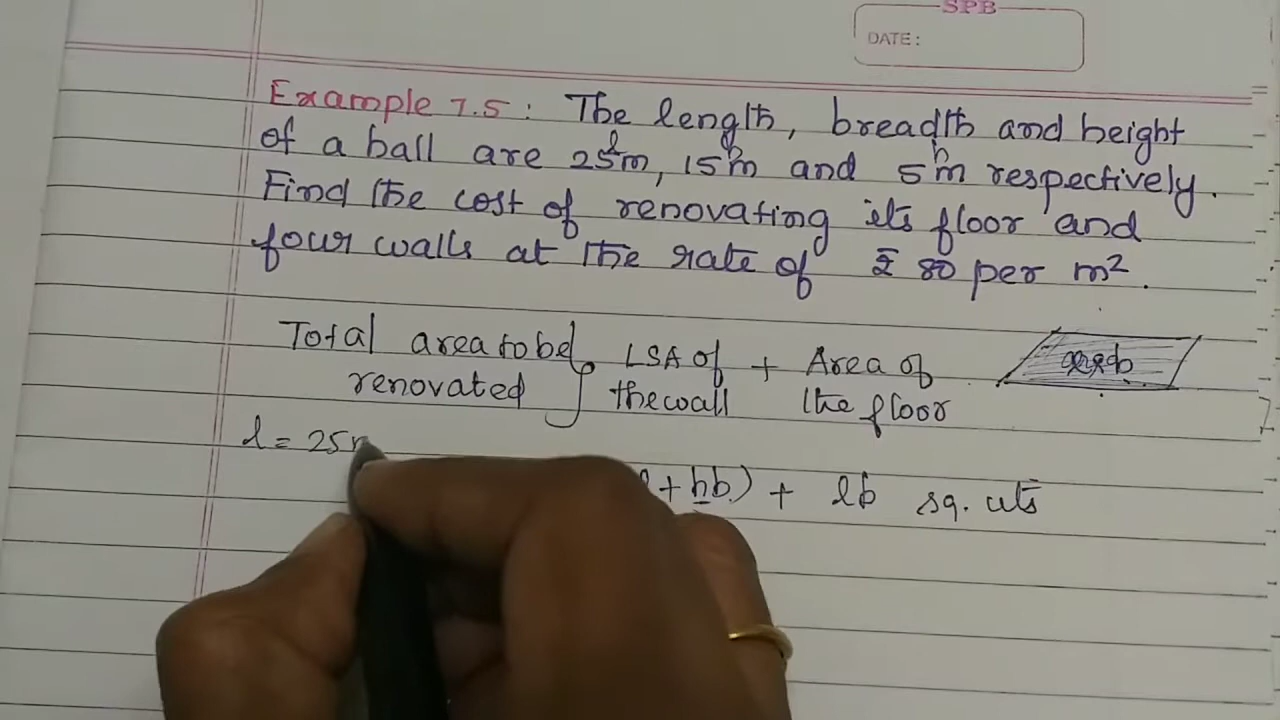 SPB
DATE:
Example 7.5: The length, breadth and height
of a hall are 25m, 15m and 5m respectively.
l b h
Find the cost of renovating its floor and
four walls at the rate of ₹ 80 per m².
Total area to be } LSA of + Area of
renovated the wall the floor
l = 25m
+ hb) + lb sq. uts